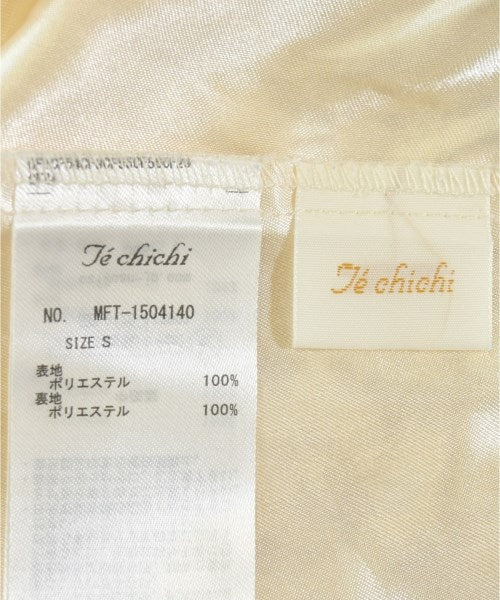 Té chichi
NO. MFT-1504140
SIZE S
表地
ポリエステル 100%
裏地
ポリエステル 100%
Té chichi